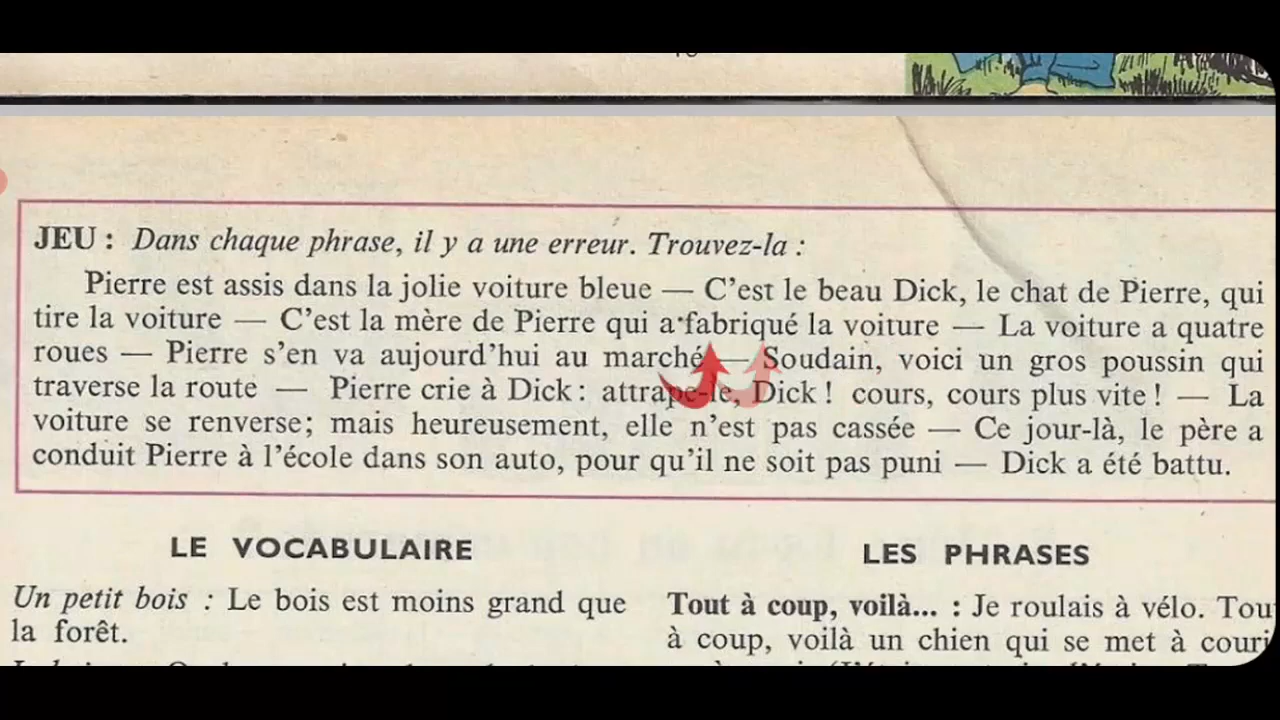 JEU : Dans chaque phrase, il y a une erreur. Trouvez-la :
Pierre est assis dans la jolie voiture bleue — C'est le beau Dick, le chat de Pierre, qui
tire la voiture — C'est la mère de Pierre qui a fabriqué la voiture — La voiture a quatre
roues — Pierre s'en va aujourd'hui au marché — Soudain, voici un gros poussin qui
traverse la route — Pierre crie à Dick : attrape-le, Dick ! cours, cours plus vite ! — La
voiture se renverse; mais heureusement, elle n'est pas cassée — Ce jour-là, le père a
conduit Pierre à l'école dans son auto, pour qu'il ne soit pas puni — Dick a été battu.
LE VOCABULAIRE
Un petit bois : Le bois est moins grand que
la forêt.
LES PHRASES
Tout à coup, voilà... : Je roulais à vélo. Tou
à coup, voilà un chien qui se met à couri